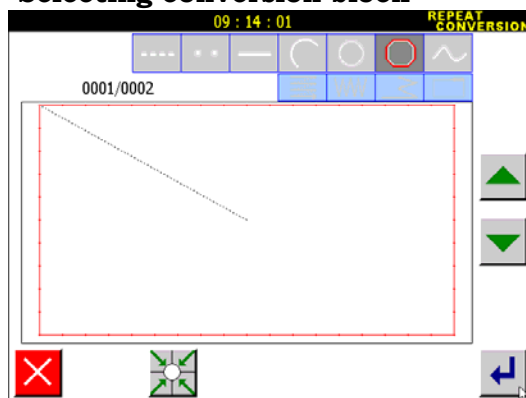 Selecting conversion block
09 : 14 : 01
REPEAT
CONVERSION
0001/0002